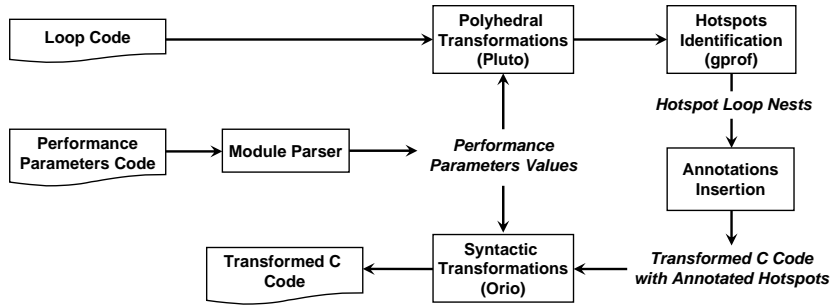 Loop Code
Polyhedral
Transformations
(Pluto)
Hotspots
Identification
(gprof)
Hotspot Loop Nests
Performance
Parameters Code
Module Parser
Performance
Parameters Values
Annotations
Insertion
Transformed C
Code
Syntactic
Transformations
(Orio)
Transformed C Code
with Annotated Hotspots